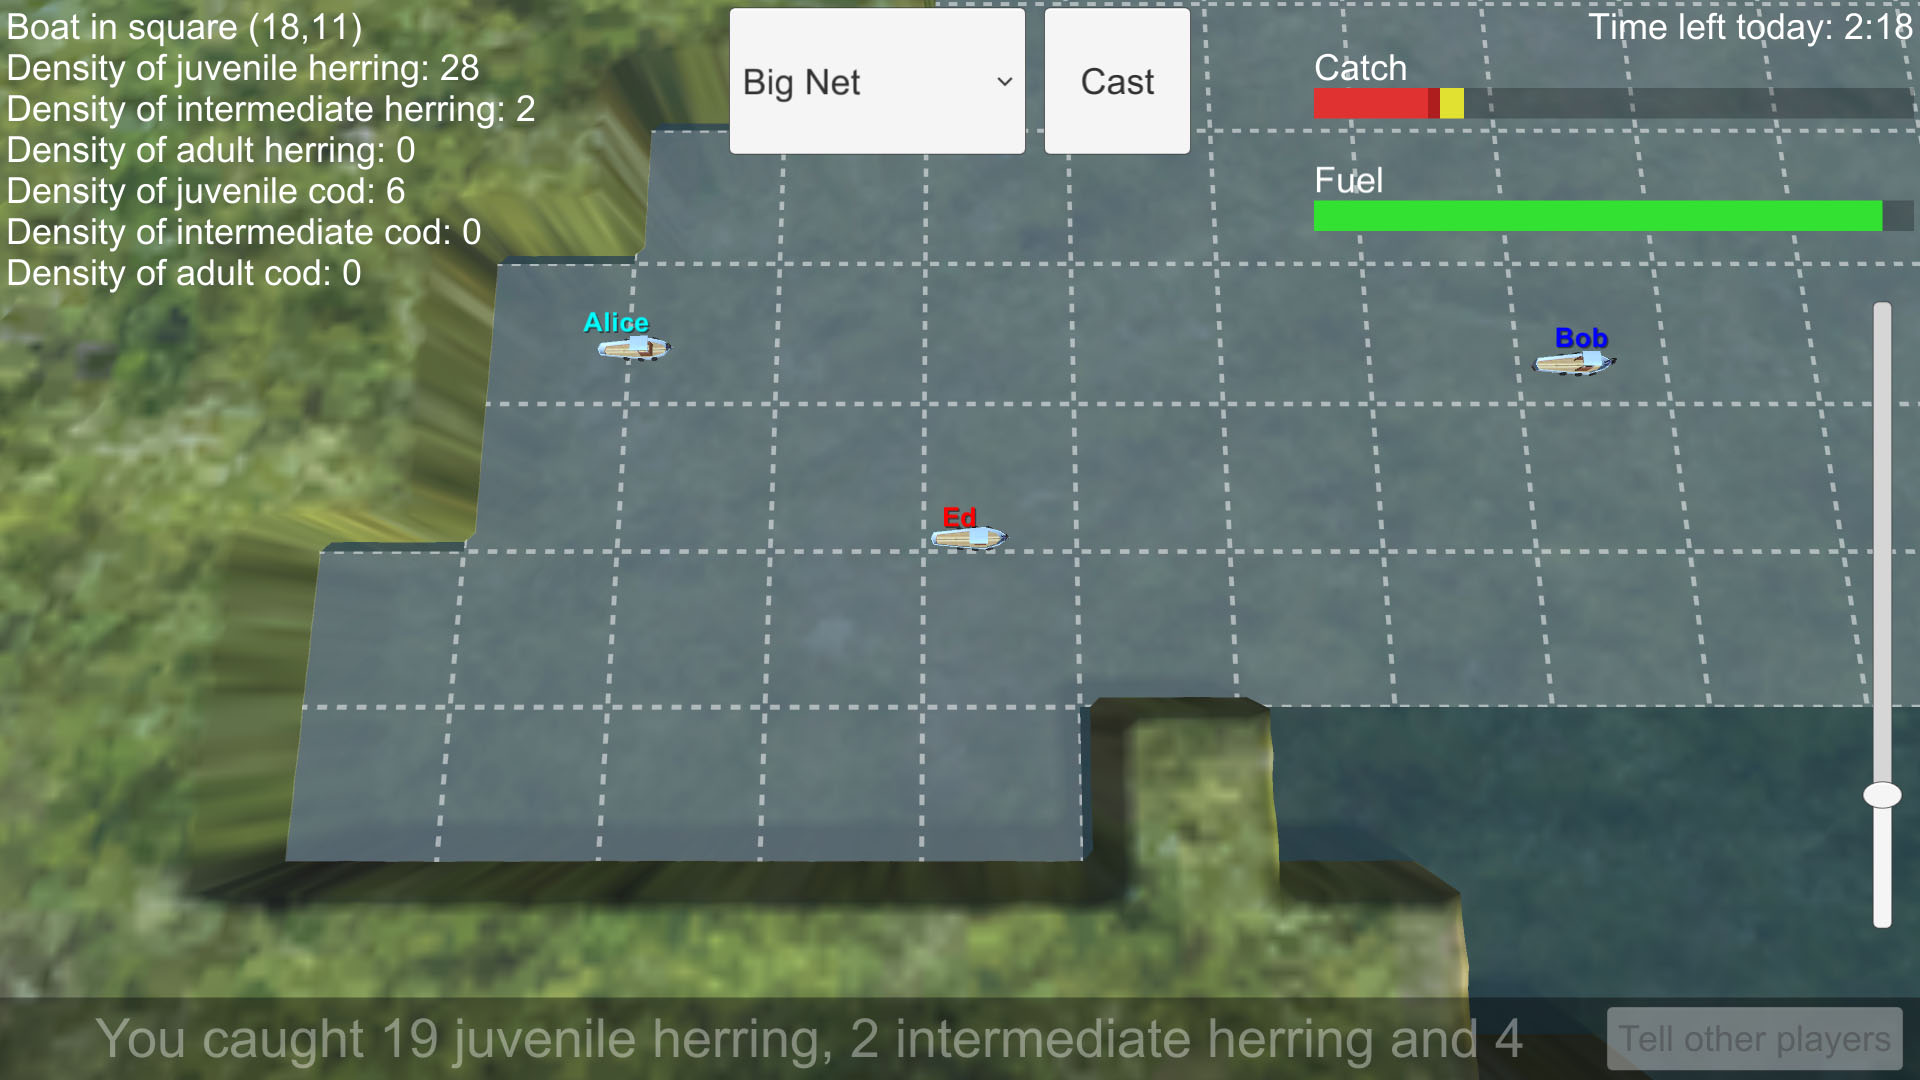 Boat in square (18,11)
Density of juvenile herring: 28
Density of intermediate herring: 2
Density of adult herring: 0
Density of juvenile cod: 6
Density of intermediate cod: 0
Density of adult cod: 0
Big Net
Cast
Time left today: 2:18
Catch
Fuel
Alice
Bob
Ed
You caught 19 juvenile herring, 2 intermediate herring and 4
Tell other players